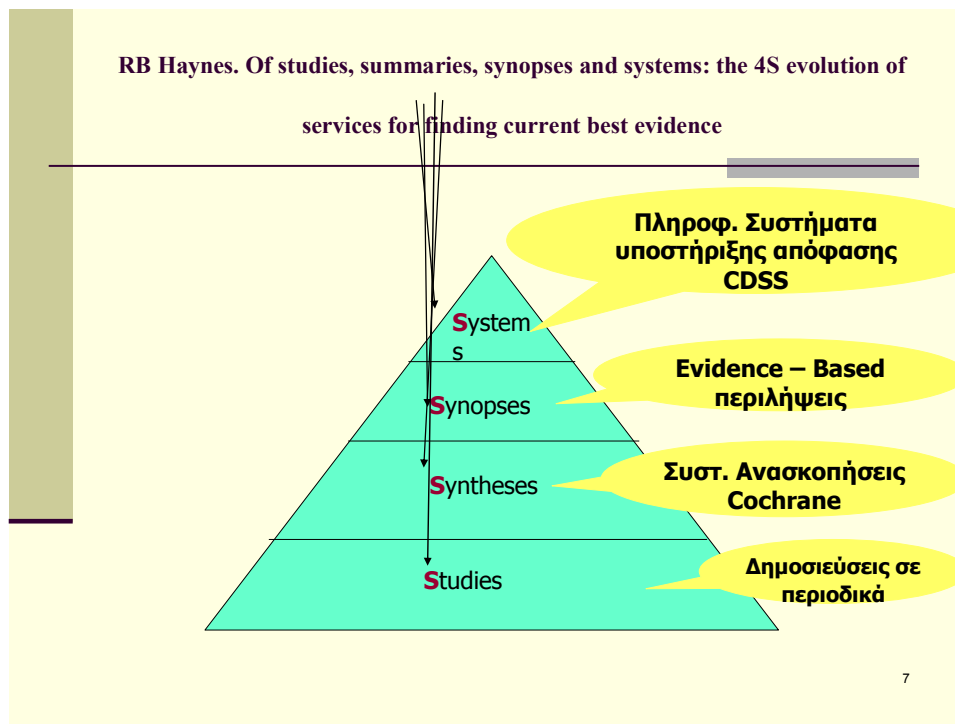 RB Haynes. Of studies, summaries, synopses and systems: the 4S evolution of
services for finding current best evidence
Πληροφ. Συστήματα
υποστήριξης απόφασης
CDSS
System
s
Evidence – Based
περιλήψεις
Synopses
Συστ. Ανασκοπήσεις
Cochrane
Syntheses
Δημοσιεύσεις σε
περιοδικά
Studies
7